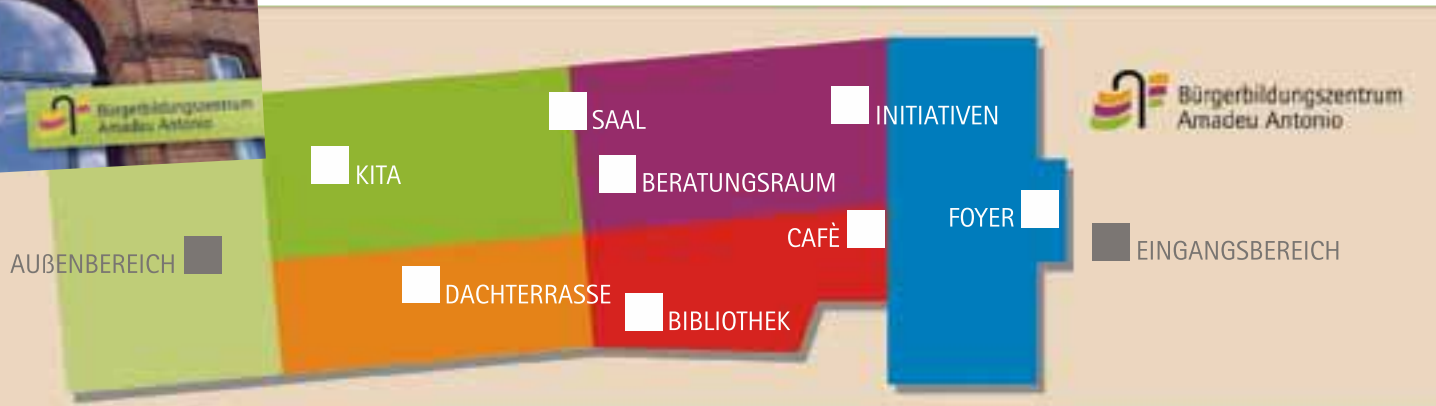 Bürgerbildungszentrum
Amadeu Antonio
SAAL
INITIATIVEN
Bürgerbildungszentrum
Amadeu Antonio
KITA
BERATUNGSRAUM
CAFÈ
FOYER
AUßENBEREICH
EINGANGSBEREICH
DACHTERRASSE
BIBLIOTHEK